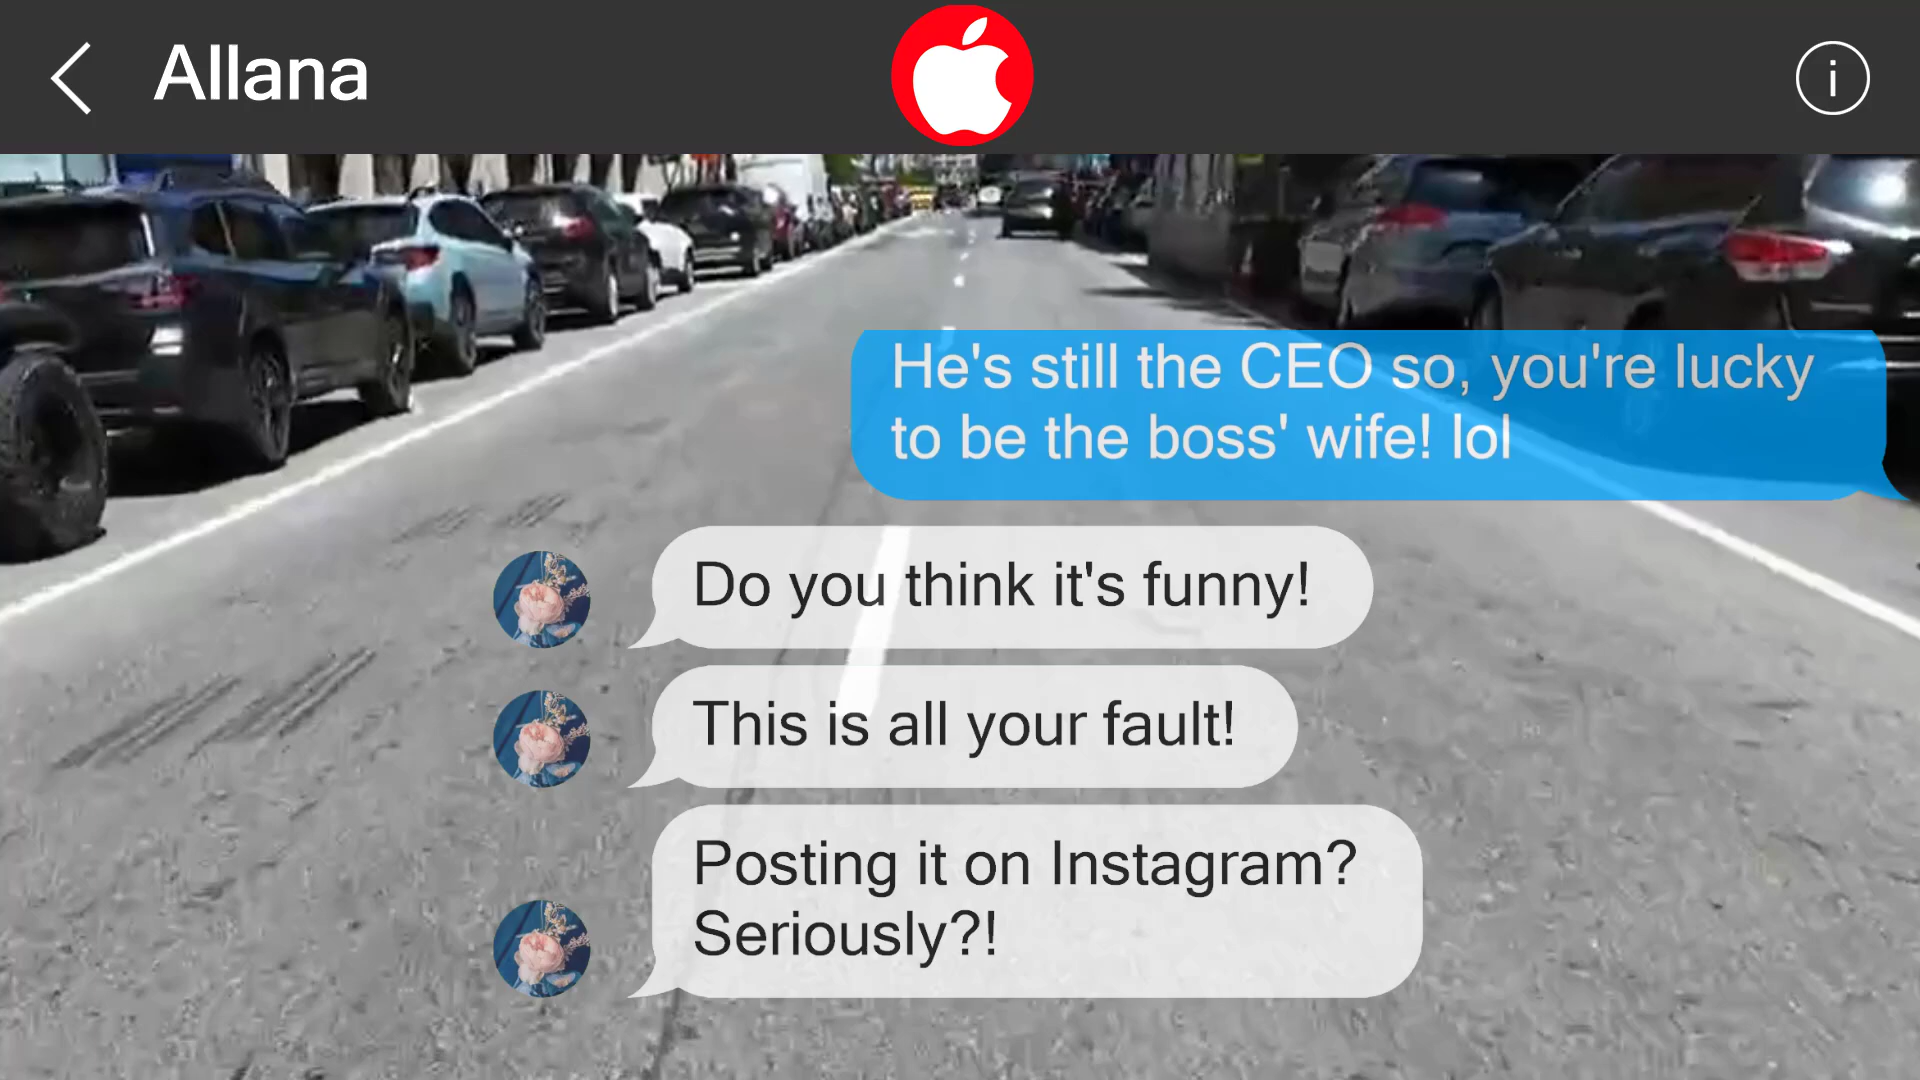 Allana
i
He's still the CEO so, you're lucky
to be the boss' wife! lol
Do you think it's funny!
This is all your fault!
Posting it on Instagram?
Seriously?!